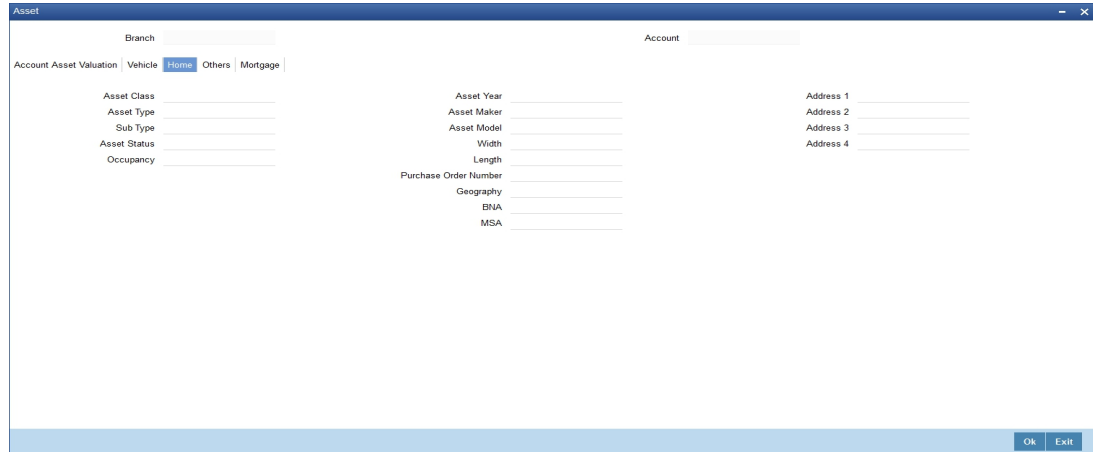 Asset
Branch Account
Account Asset Valuation Vehicle Home Others Mortgage
Asset Class Asset Year Address 1
Asset Type Asset Maker Address 2
Sub Type Asset Model Address 3
Asset Status Width Address 4
Occupancy Length
Purchase Order Number
Geography
BNA
MSA
Ok Exit